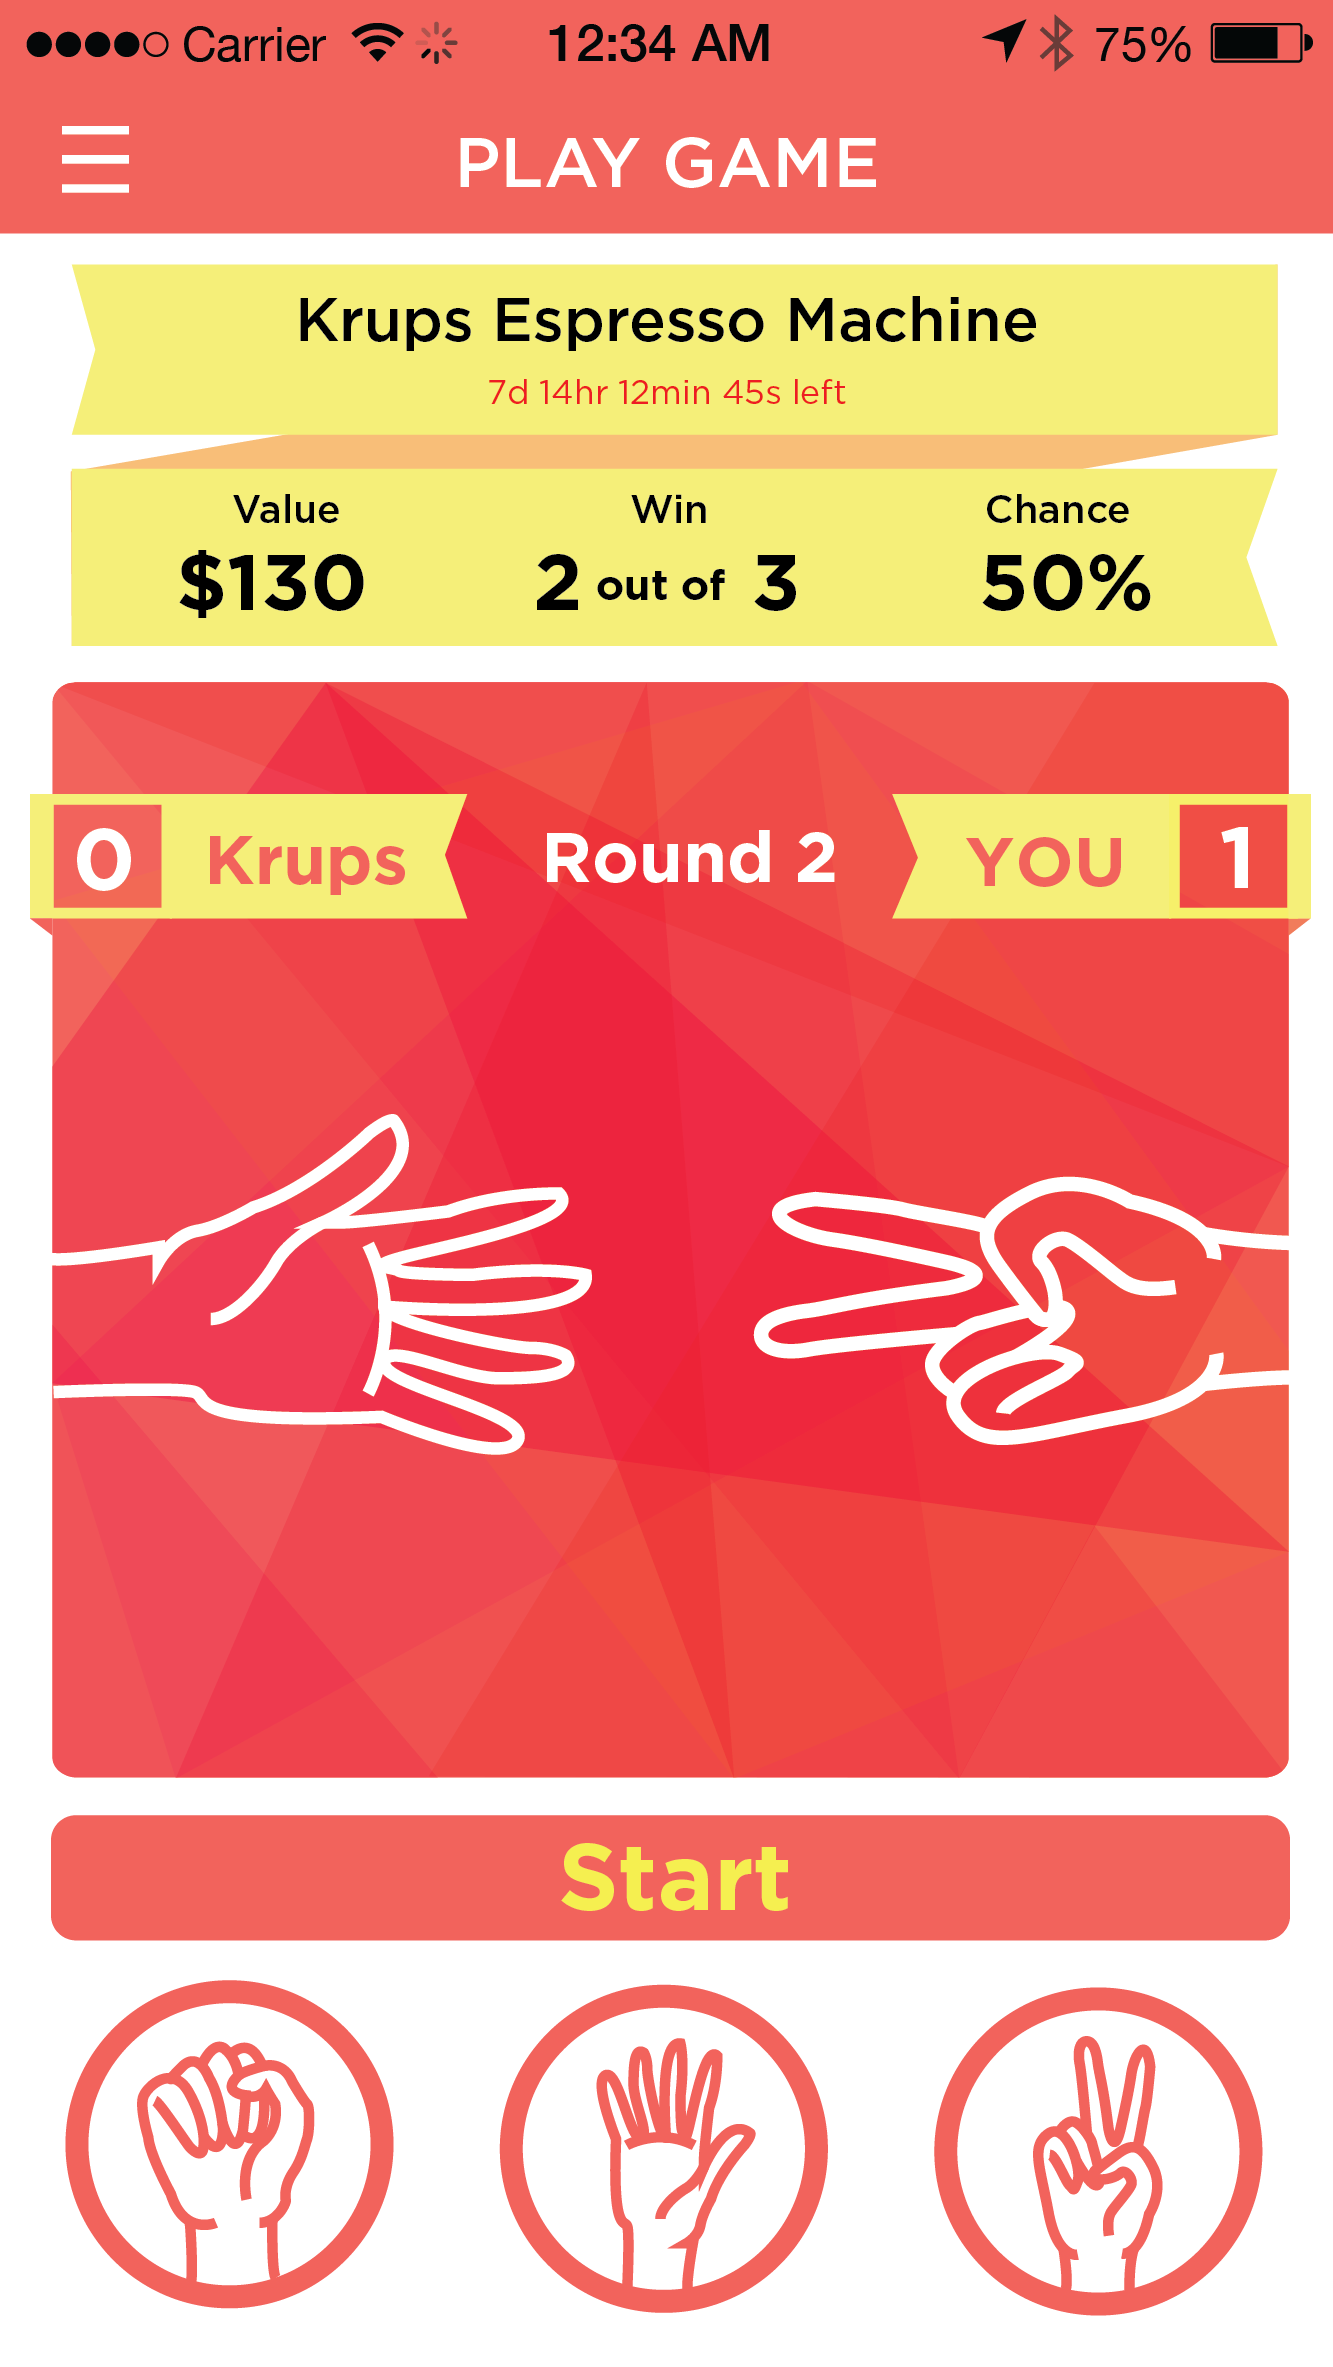 Carrier 12:34 AM 75%
PLAY GAME
Krups Espresso Machine
7d 14hr 12min 45s left
Value Win Chance
$130 2 out of 3 50%
0 Krups Round 2 YOU 1
Start